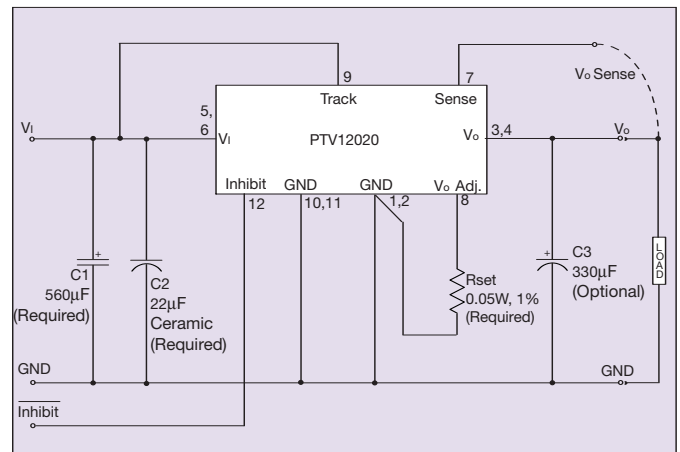 9
7
Vo Sense
5,
6
Track
Sense
VI
VI
PTV12020
Vo
3,4
Vo
Inhibit
GND
GND
Vo Adj.
12
10,11
1,2
8
+
C1
560µF
(Required)
C2
22µF
Ceramic
(Required)
Rset
0.05W, 1%
(Required)
+
C3
330µF
(Optional)
LOAD
GND
GND
Inhibit